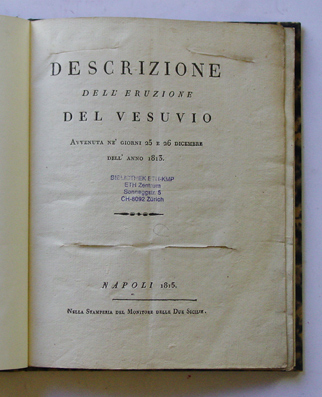 DESCRIZIONE
DELL' ERUZIONE
DEL VESUVIO
AVVENUTA NE' GIORNI 25 E 26 DICEMBRE
DELL' ANNO 1813.
BIBLIOTHEK ETH-KMP
ETH Zentrum
Sonneggstr. 5
CH-8092 Zürich
NAPOLI 1815.
NELLA STAMPERIA DEL MONITORE DELLE DUE SICILIE.